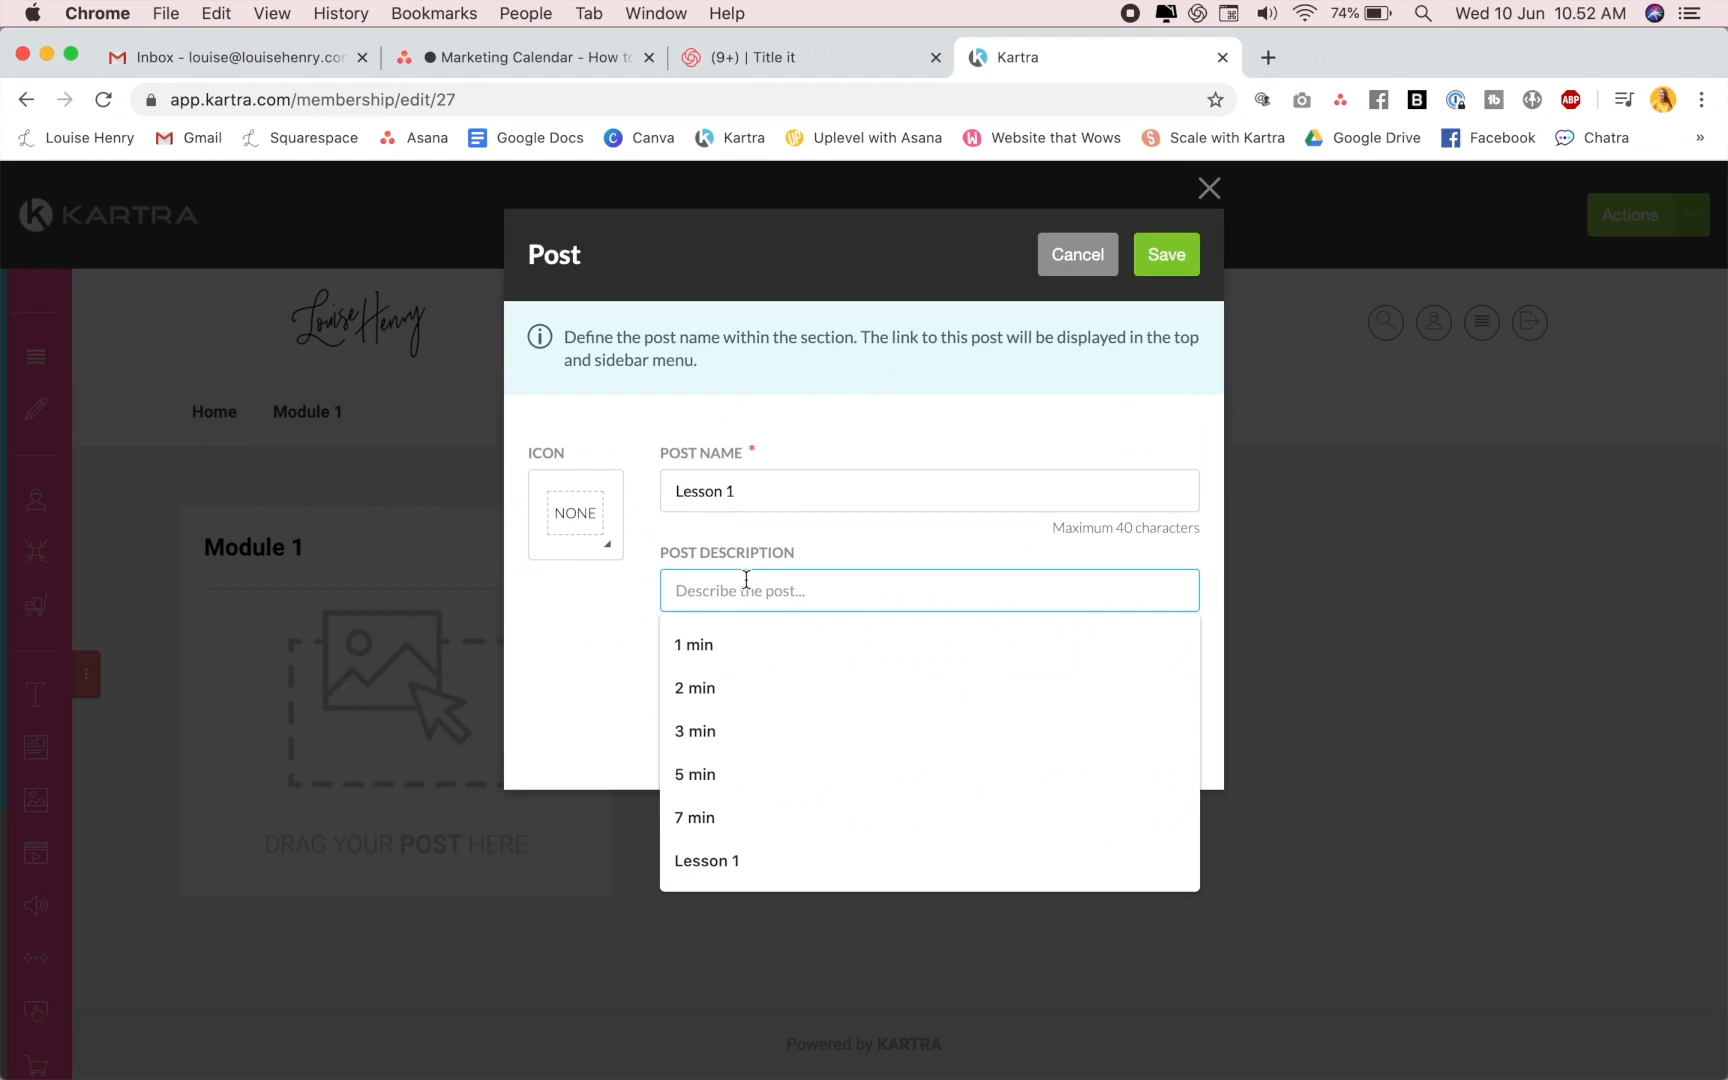 Chrome File Edit View History Bookmarks People Tab Window Help 74% Wed 10 Jun 10.52 AM
Inbox - louise@louisehenry.cor Marketing Calendar - How to (9+) | Title it Kartra
app.kartra.com/membership/edit/27 B tb ABP
Louise Henry Gmail Squarespace Asana Google Docs Canva Kartra Uplevel with Asana Website that Wows Scale with Kartra Google Drive Facebook Chatra »
KARTRA
Actions
Post
Cancel
Save
Louise Henry
Define the post name within the section. The link to this post will be displayed in the top
and sidebar menu.
Home Module 1
ICON
POST NAME *
Lesson 1
NONE
Maximum 40 characters
POST DESCRIPTION
Describe the post...
Module 1
1 min
2 min
3 min
5 min
7 min
Lesson 1
DRAG YOUR POST HERE
Powered by KARTRA